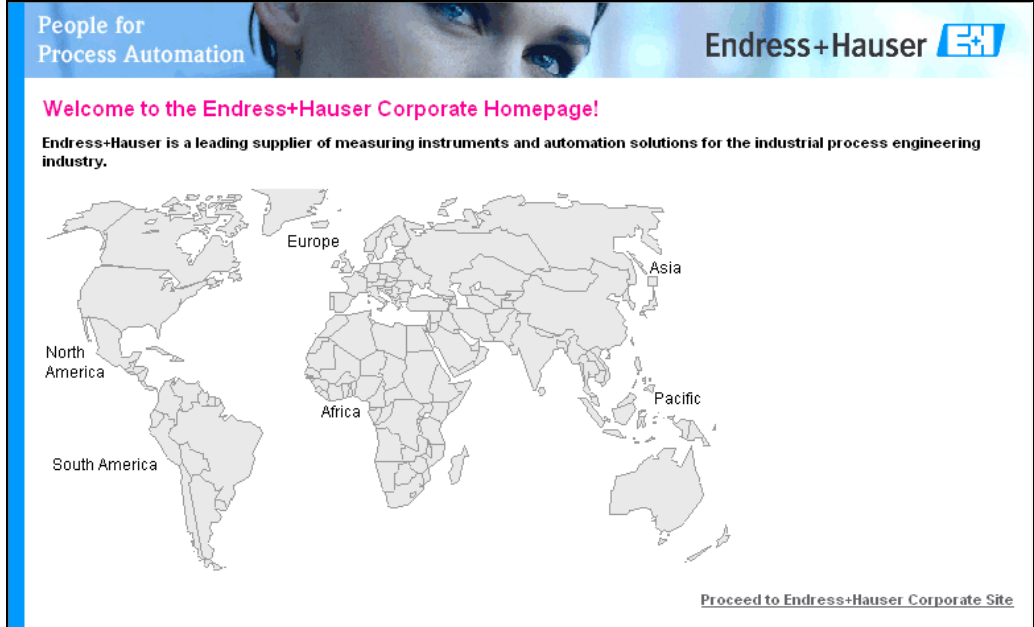 People for
Process Automation
Endress+Hauser EH
Welcome to the Endress+Hauser Corporate Homepage!
Endress+Hauser is a leading supplier of measuring instruments and automation solutions for the industrial process engineering
industry.
Europe
Asia
North
America
Africa
Pacific
South America
Proceed to Endress+Hauser Corporate Site